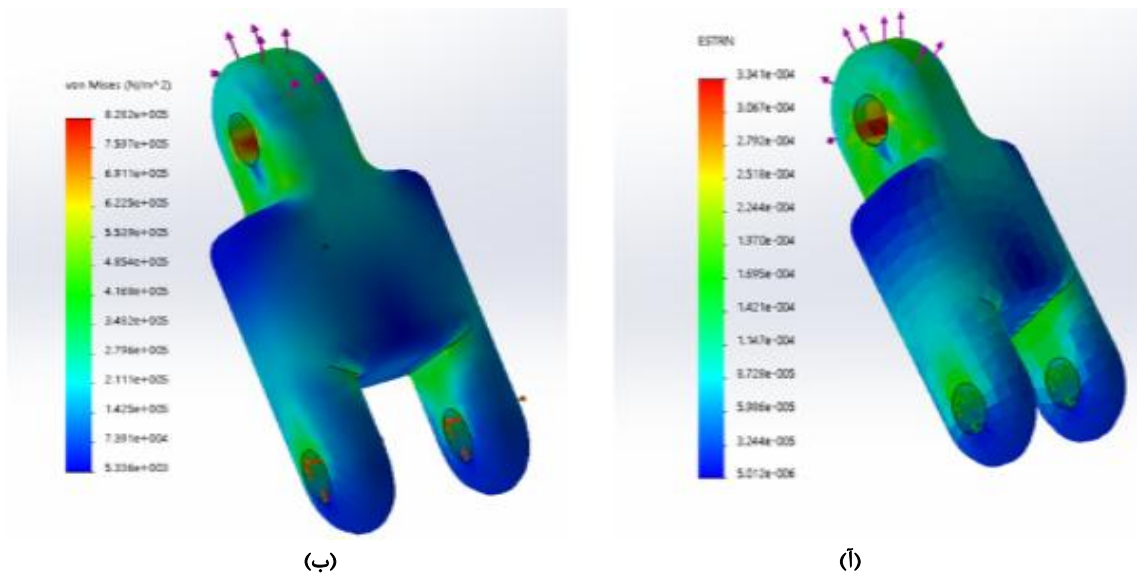 von Mises (N/m^2)
8.282e+005
7.597e+005
6.911e+005
6.225e+005
5.539e+005
4.854e+005
4.168e+005
3.482e+005
2.796e+005
2.111e+005
1.425e+005
7.391e+004
5.336e+003
(ب)
ESTRN
3.341e-004
3.067e-004
2.792e-004
2.518e-004
2.244e-004
1.970e-004
1.695e-004
1.421e-004
1.147e-004
8.728e-005
5.986e-005
3.244e-005
5.012e-006
(آ)